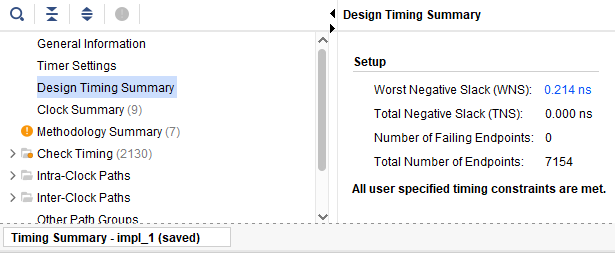 General Information
Timer Settings
Design Timing Summary
Clock Summary (9)
Methodology Summary (7)
Check Timing (2130)
Intra-Clock Paths
Inter-Clock Paths
Other Path Groups
Design Timing Summary
Setup
Worst Negative Slack (WNS): 0.214 ns
Total Negative Slack (TNS): 0.000 ns
Number of Failing Endpoints: 0
Total Number of Endpoints: 7154
All user specified timing constraints are met.
Timing Summary - impl_1 (saved)